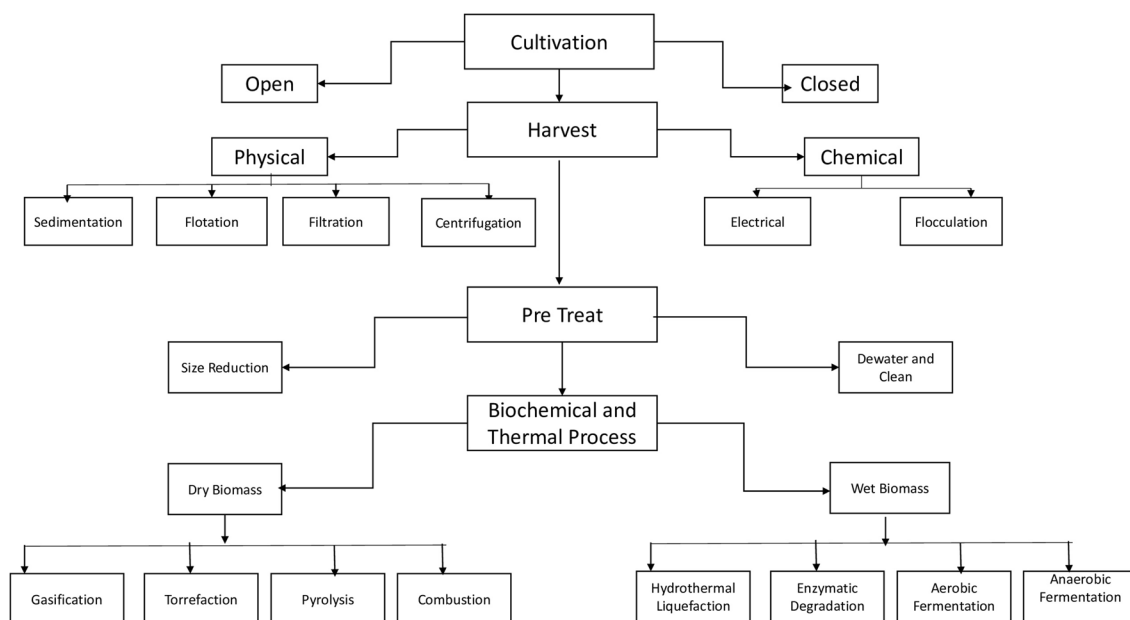 Cultivation
Open
Closed
Harvest
Physical
Chemical
Sedimentation
Flotation
Filtration
Centrifugation
Electrical
Flocculation
Pre Treat
Size Reduction
Dewater and
Clean
Biochemical and
Thermal Process
Dry Biomass
Wet Biomass
Gasification
Torrefaction
Pyrolysis
Combustion
Hydrothermal
Liquefaction
Enzymatic
Degradation
Aerobic
Fermentation
Anaerobic
Fermentation